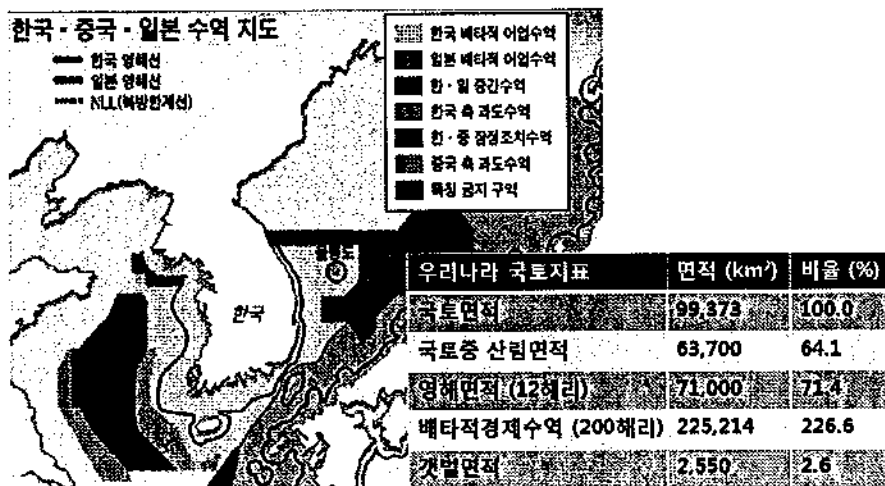 한국 · 중국 · 일본 수역 지도
한국 영해선
일본 영해선
NLL(북방한계선)
한국 배타적 어업수역
일본 배타적 어업수역
한 · 일 중간수역
한국 측 과도수역
한 · 중 잠정조치수역
중국 측 과도수역
특정 금지 구역
울릉도
한국
우리나라 국토지표 면적 (km²) 비율 (%)
국토면적 99,373 100.0
국토중 산림면적 63,700 64.1
영해면적 (12해리) 71,000 71.4
배타적경제수역 (200해리) 225,214 226.6
갯벌면적 2,550 2.6